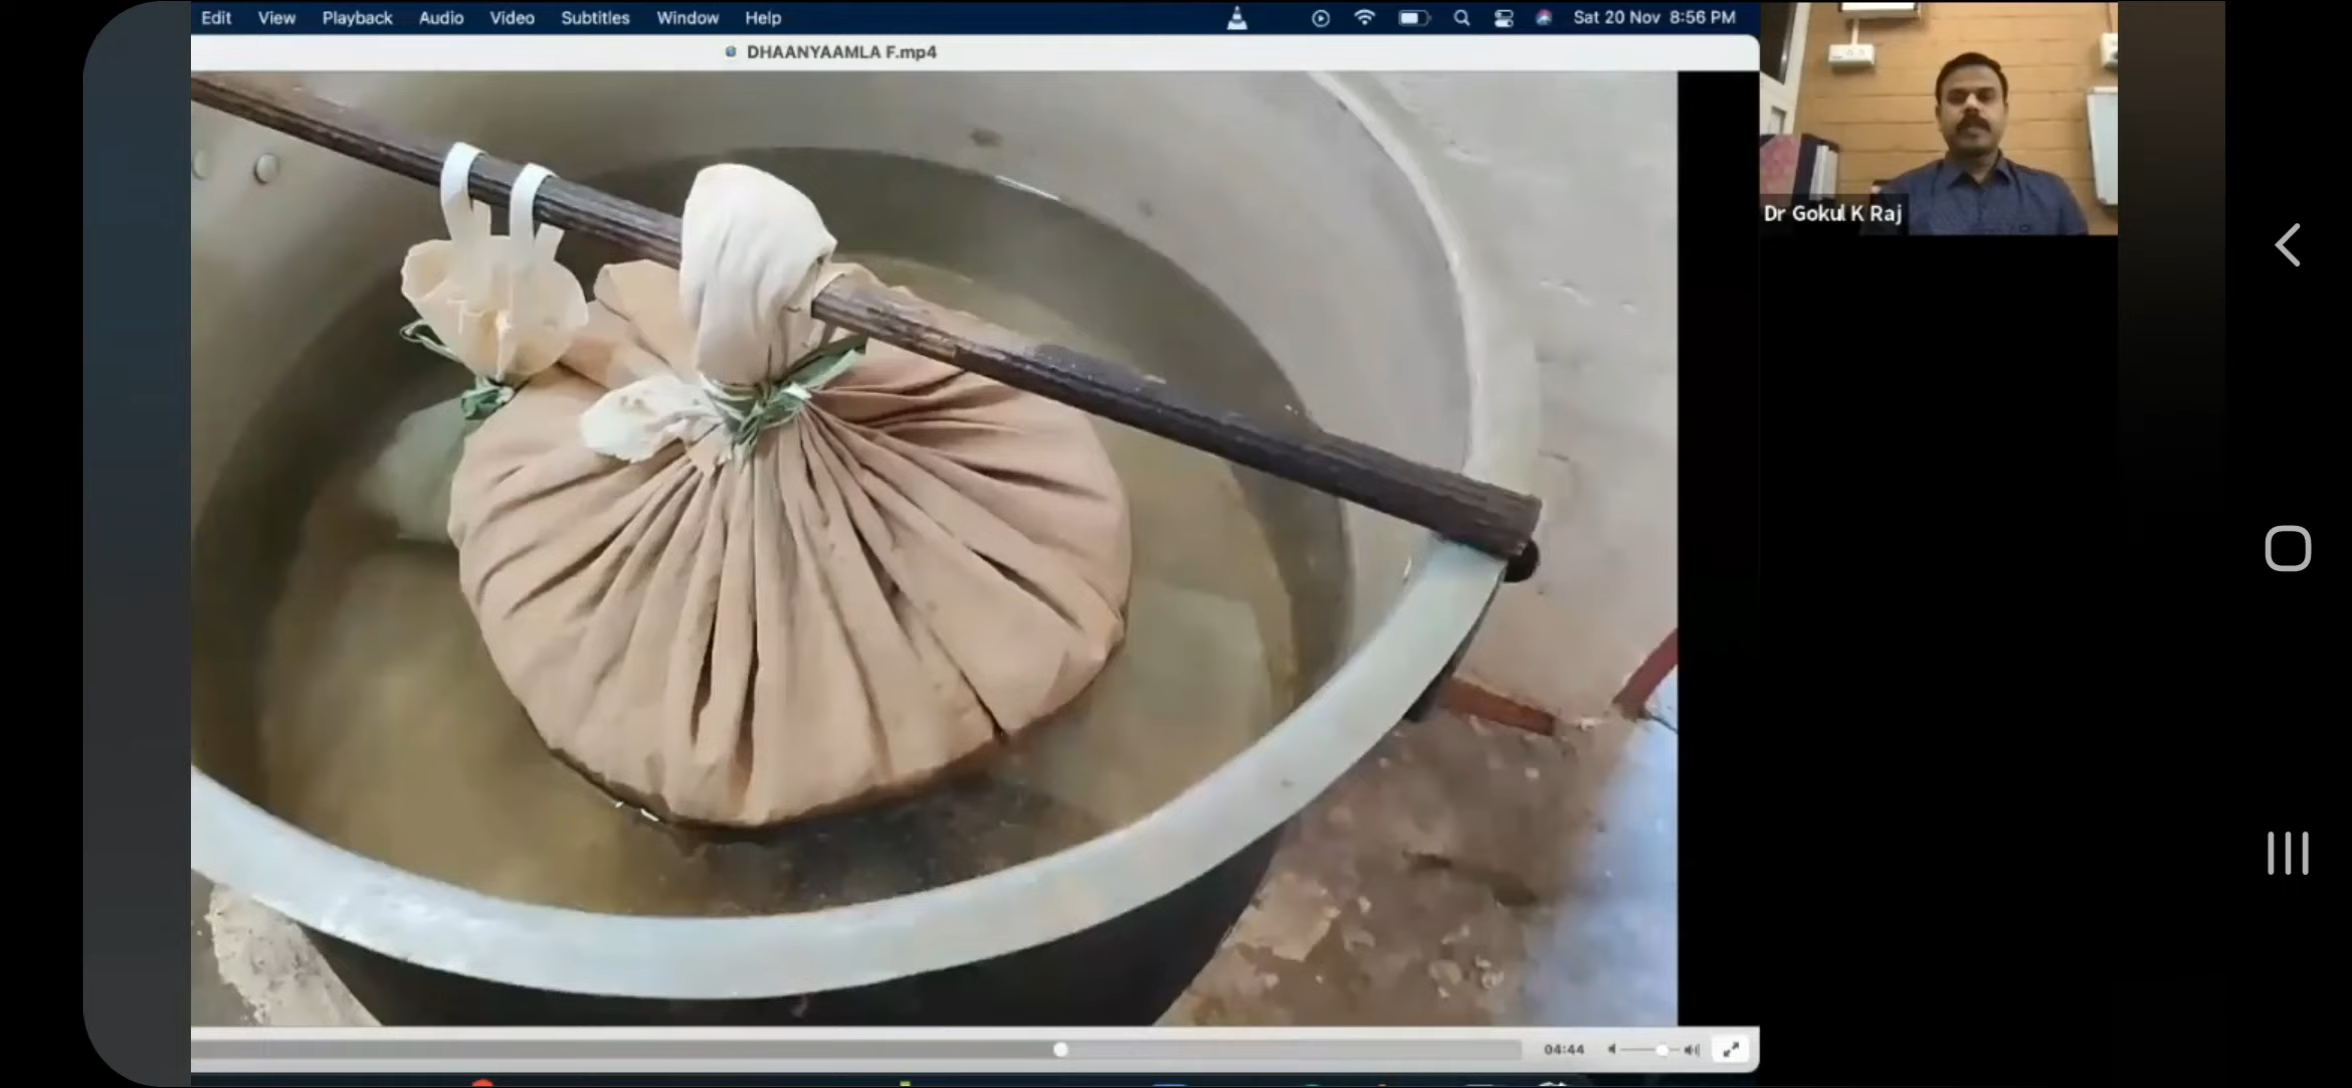 Edit View Playback Audio Video Subtitles Window Help Sat 20 Nov 8:56 PM
DHAANYAAMLA F.mp4
Dr Gokul K Raj
04:44